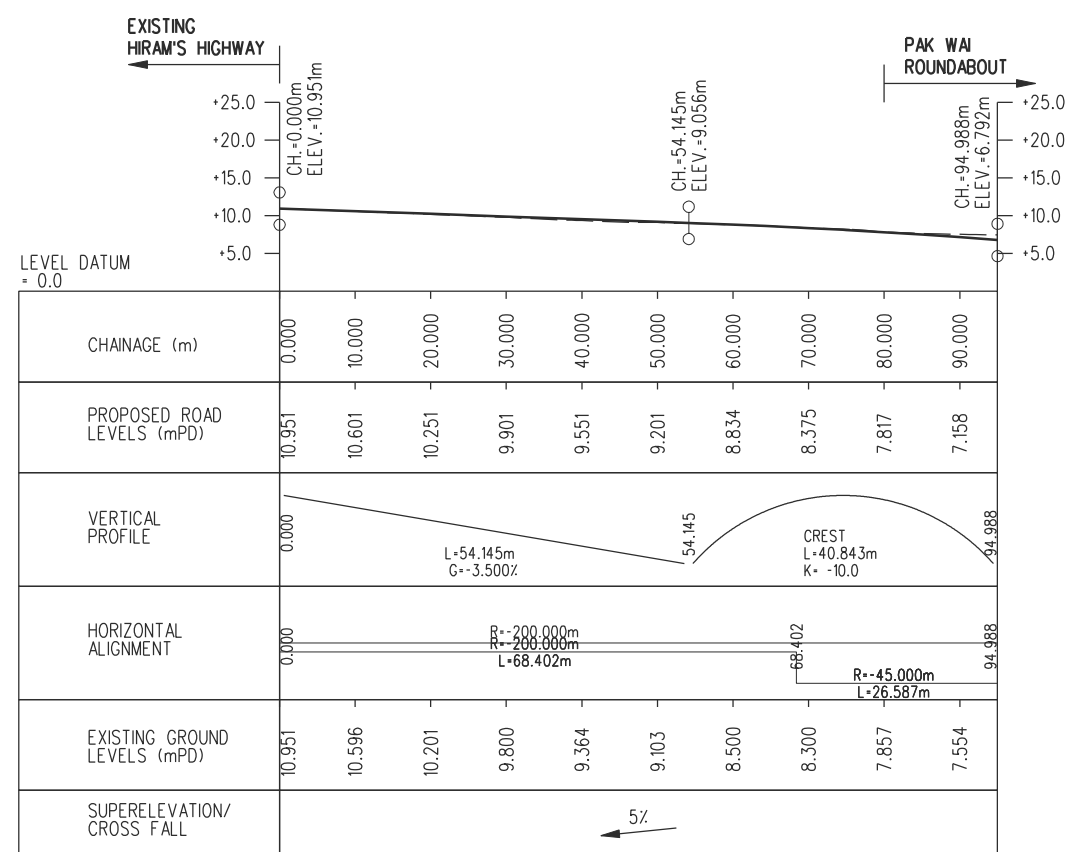 EXISTING
HIRAM'S HIGHWAY
PAK WAI
ROUNDABOUT
CH.=0.000m
ELEV.=10.951m
CH.=54.145m
ELEV.=9.056m
CH.=94.988m
ELEV.=6.792m
+25.0
+20.0
+15.0
+10.0
+5.0
+25.0
+20.0
+15.0
+10.0
+5.0
LEVEL DATUM
= 0.0
CHAINAGE (m)
0.000 10.000 20.000 30.000 40.000 50.000 60.000 70.000 80.000 90.000
PROPOSED ROAD
LEVELS (mPD)
10.951 10.601 10.251 9.901 9.551 9.201 8.834 8.375 7.817 7.158
VERTICAL
PROFILE
0.000
L=54.145m
G=-3.500%
54.145
CREST
L=40.843m
K= -10.0
94.988
HORIZONTAL
ALIGNMENT
0.000
R=-200.000m
R=-200.000m
L=68.402m
68.402
R=-45.000m
L=26.587m
94.988
EXISTING GROUND
LEVELS (mPD)
10.951 10.596 10.201 9.800 9.364 9.103 8.500 8.300 7.857 7.554
SUPERELEVATION/
CROSS FALL
5%